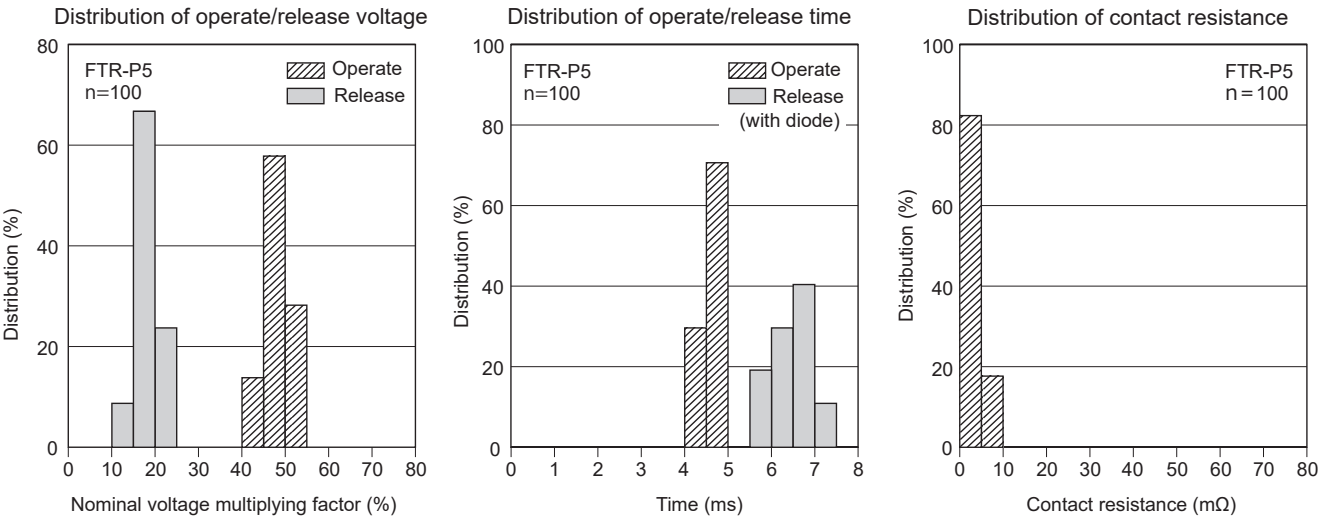 Distribution of operate/release voltage
80
60
40
20
0
Distribution (%)
FTR-P5
n=100
Operate
Release
0 10 20 30 40 50 60 70 80
Nominal voltage multiplying factor (%)
Distribution of operate/release time
100
80
60
40
20
0
Distribution (%)
FTR-P5
n=100
Operate
Release
(with diode)
0 1 2 3 4 5 6 7 8
Time (ms)
Distribution of contact resistance
100
80
60
40
20
0
Distribution (%)
FTR-P5
n = 100
0 10 20 30 40 50 60 70 80
Contact resistance (mΩ)